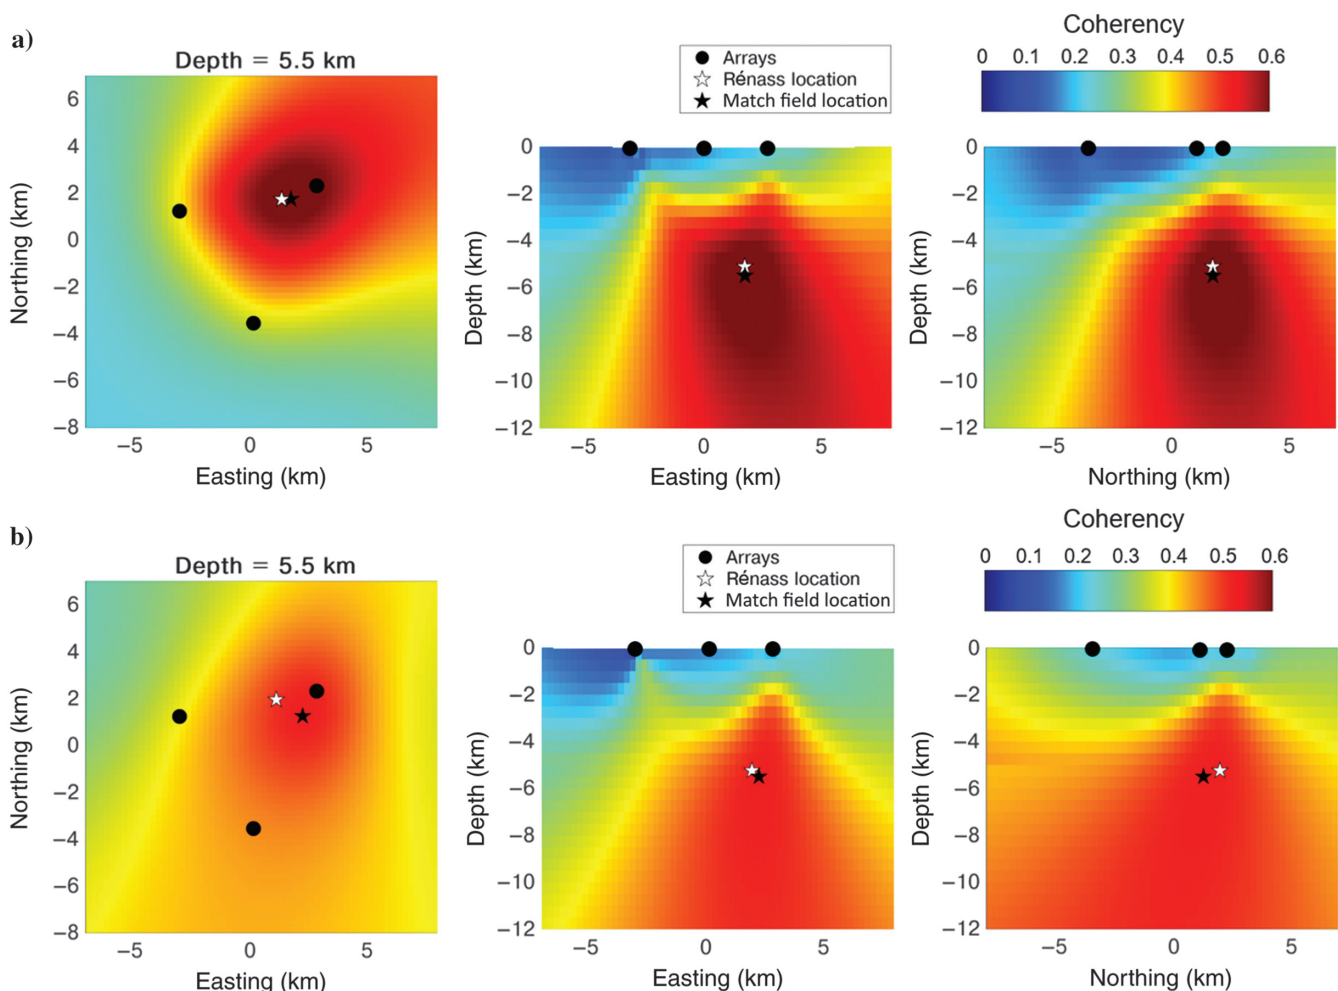 a)
Depth = 5.5 km
Arrays
Rénass location
Match field location
Coherency
0 0.1 0.2 0.3 0.4 0.5 0.6
Northing (km)
6
4
2
0
−2
−4
−6
−8
−5 0 5
Easting (km)
Depth (km)
0
−2
−4
−6
−8
−10
−12
−5 0 5
Easting (km)
Depth (km)
0
−2
−4
−6
−8
−10
−12
−5 0 5
Northing (km)
b)
Depth = 5.5 km
Arrays
Rénass location
Match field location
Coherency
0 0.1 0.2 0.3 0.4 0.5 0.6
Northing (km)
6
4
2
0
−2
−4
−6
−8
−5 0 5
Easting (km)
Depth (km)
0
−2
−4
−6
−8
−10
−12
−5 0 5
Easting (km)
Depth (km)
0
−2
−4
−6
−8
−10
−12
−5 0 5
Northing (km)